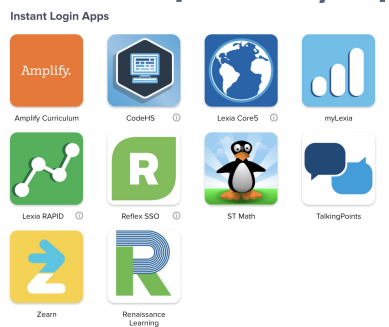 Instant Login Apps
Amplify.
Amplify Curriculum
CodeHS
Lexia Core5
myLexia
R
Lexia RAPID
Reflex SSO
ST Math
TalkingPoints
Z
R
Zearn
Renaissance
Learning